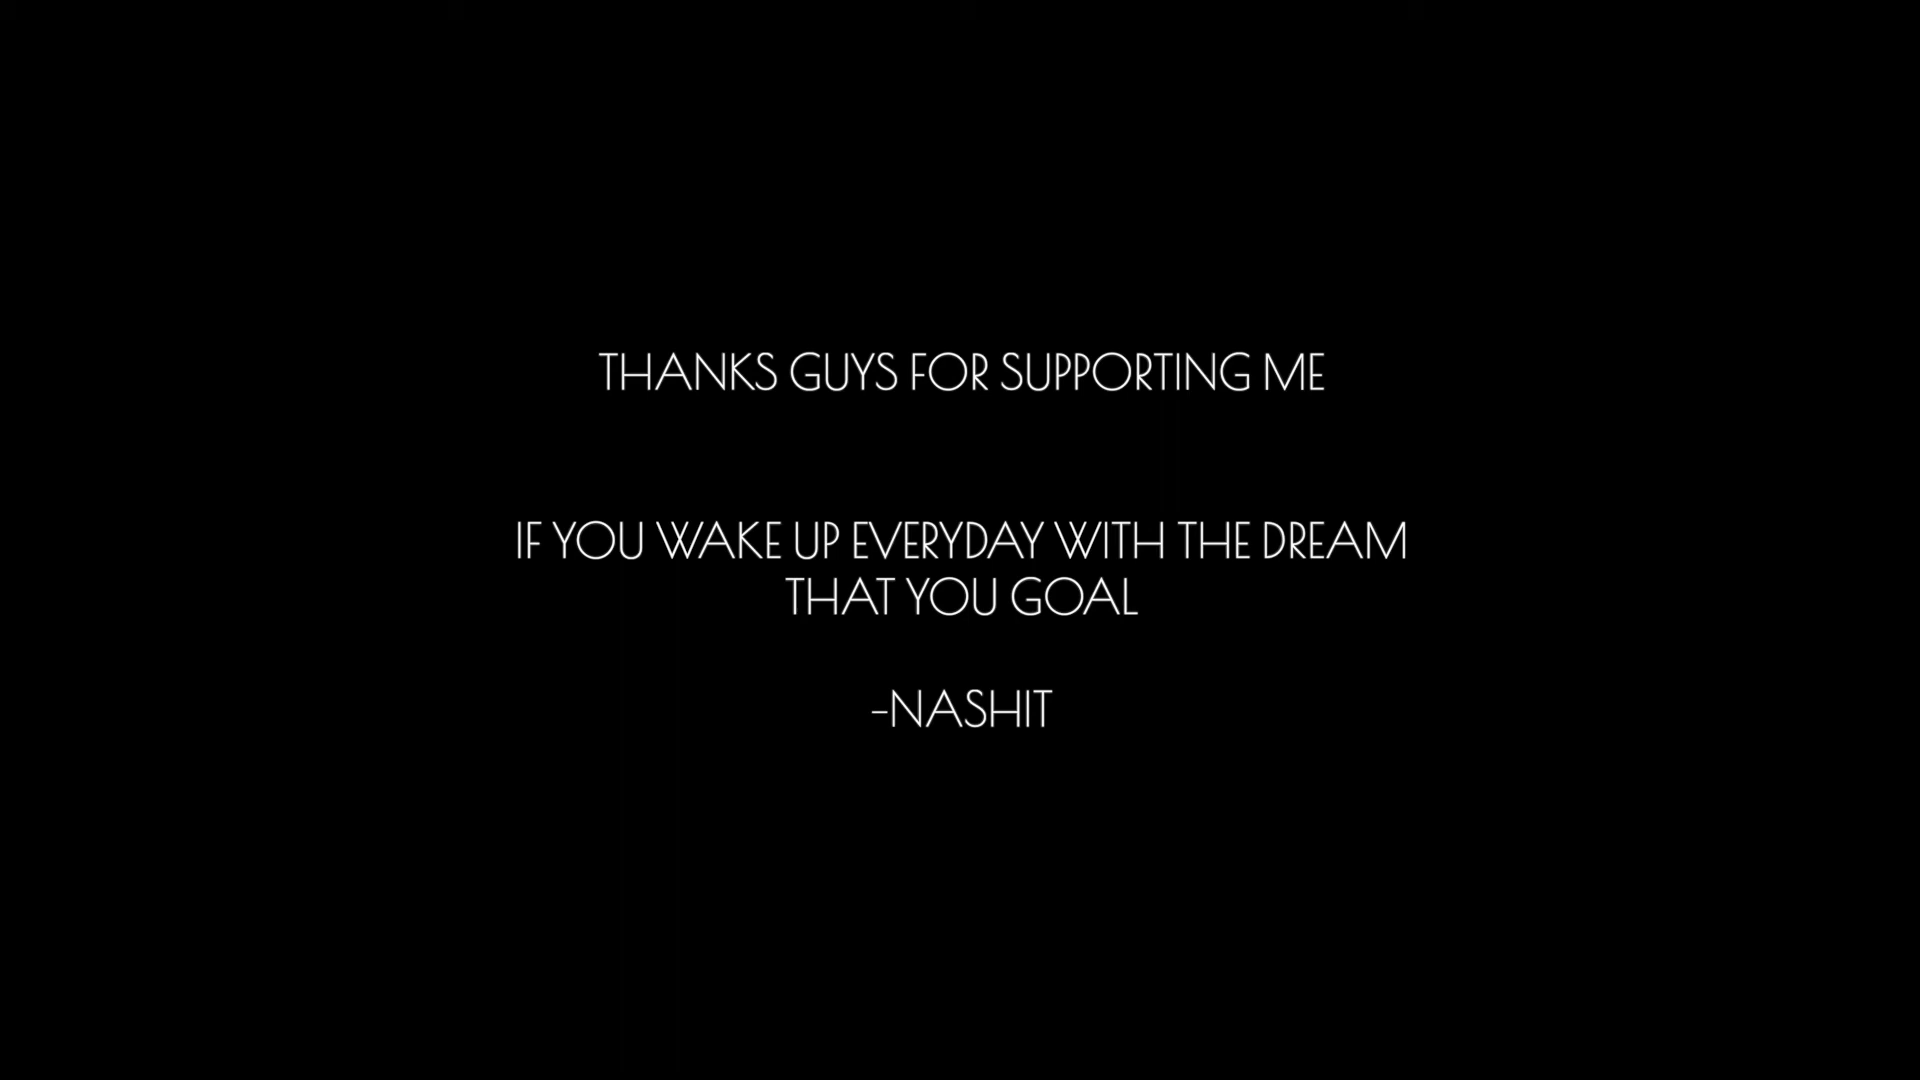 THANKS GUYS FOR SUPPORTING ME
IF YOU WAKE UP EVERYDAY WITH THE DREAM
THAT YOU GOAL
-NASHIT